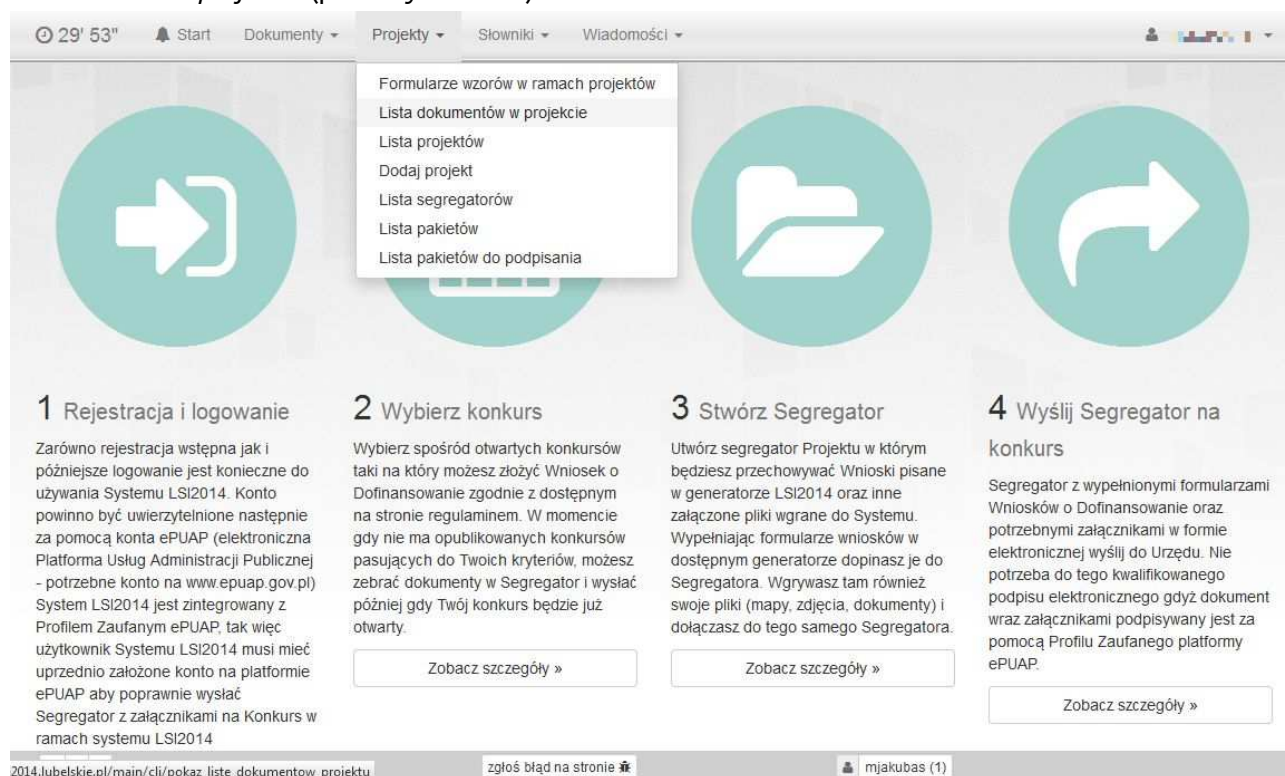 29' 53" Start Dokumenty Projekty Słowniki Wiadomości
Formularze wzorów w ramach projektów
Lista dokumentów w projekcie
Lista projektów
Dodaj projekt
Lista segregatorów
Lista pakietów
Lista pakietów do podpisania
1 Rejestracja i logowanie
Zarówno rejestracja wstępna jak i
późniejsze logowanie jest konieczne do
używania Systemu LSI2014. Konto
powinno być uwierzytelnione następnie
za pomocą konta ePUAP (elektroniczna
Platforma Usług Administracji Publicznej
- potrzebne konto na www.epuap.gov.pl)
System LSI2014 jest zintegrowany z
Profilem Zaufanym ePUAP, tak więc
użytkownik Systemu LSI2014 musi mieć
uprzednio założone konto na platformie
ePUAP aby poprawnie wysłać
Segregator z załącznikami na Konkurs w
ramach systemu LSI2014
2 Wybierz konkurs
Wybierz spośród otwartych konkursów
taki na który możesz złożyć Wniosek o
Dofinansowanie zgodnie z dostępnym
na stronie regulaminem. W momencie
gdy nie ma opublikowanych konkursów
pasujących do Twoich kryteriów, możesz
zebrać dokumenty w Segregator i wysłać
później gdy Twój konkurs będzie już
otwarty.
Zobacz szczegóły »
3 Stwórz Segregator
Utwórz segregator Projektu w którym
będziesz przechowywać Wnioski pisane
w generatorze LSI2014 oraz inne
załączone pliki wgrane do Systemu.
Wypełniając formularze wniosków w
dostępnym generatorze dopinasz je do
Segregatora. Wgrywasz tam również
swoje pliki (mapy, zdjęcia, dokumenty) i
dołączasz do tego samego Segregatora.
Zobacz szczegóły »
4 Wyślij Segregator na
konkurs
Segregator z wypełnionymi formularzami
Wniosków o Dofinansowanie oraz
potrzebnymi załącznikami w formie
elektronicznej wyślij do Urzędu. Nie
potrzeba do tego kwalifikowanego
podpisu elektronicznego gdyż dokument
wraz załącznikami podpisywany jest za
pomocą Profilu Zaufanego platformy
ePUAP.
Zobacz szczegóły »
2014.lubelskie.pl/main/cli/pokaz_liste_dokumentow_projektu zgłoś błąd na stronie mjakubas (1)